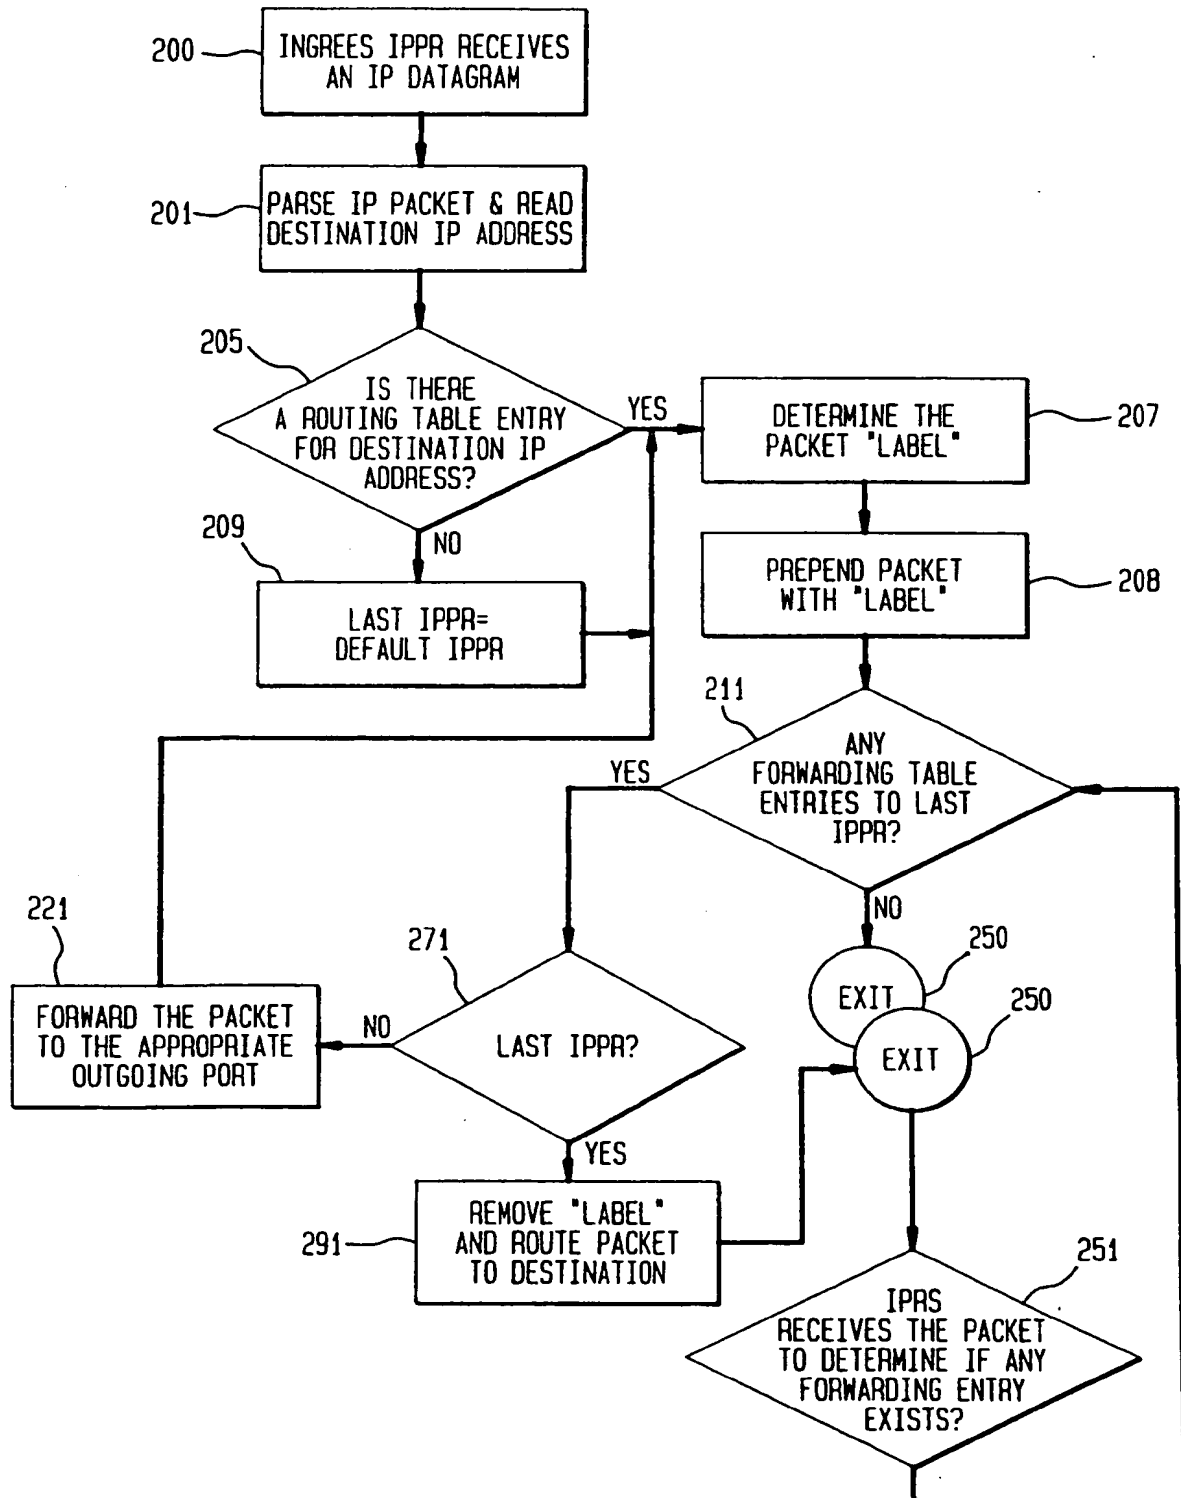 200
INGREES IPPR RECEIVES
AN IP DATAGRAM
201
PARSE IP PACKET & READ
DESTINATION IP ADDRESS
205
IS THERE
A ROUTING TABLE ENTRY
FOR DESTINATION IP
ADDRESS?
YES
NO
207
DETERMINE THE
PACKET "LABEL"
209
LAST IPPR=
DEFAULT IPPR
208
PREPEND PACKET
WITH "LABEL"
211
ANY
FORWARDING TABLE
ENTRIES TO LAST
IPPR?
YES
NO
221
FORWARD THE PACKET
TO THE APPROPRIATE
OUTGOING PORT
271
LAST IPPR?
NO
YES
250
EXIT
250
EXIT
291
REMOVE "LABEL"
AND ROUTE PACKET
TO DESTINATION
251
IPRS
RECEIVES THE PACKET
TO DETERMINE IF ANY
FORWARDING ENTRY
EXISTS?